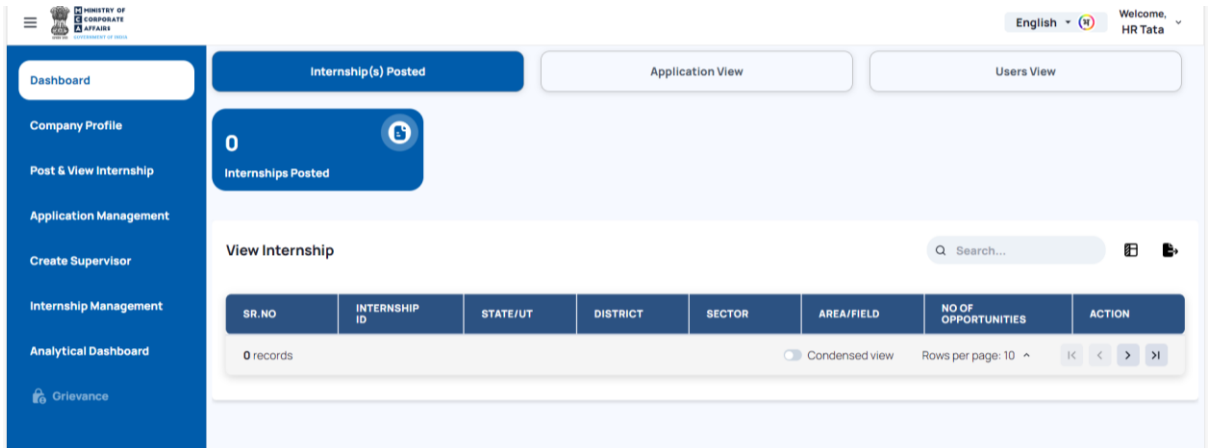 MINISTRY OF
CORPORATE
AFFAIRS
GOVERNMENT OF INDIA
English
Welcome,
HR Tata
Dashboard
Company Profile
Post & View Internship
Application Management
Create Supervisor
Internship Management
Analytical Dashboard
Grievance
Internship(s) Posted
Application View
Users View
0
Internships Posted
View Internship
Search...
SR.NO
INTERNSHIP
ID
STATE/UT
DISTRICT
SECTOR
AREA/FIELD
NO OF
OPPORTUNITIES
ACTION
0 records
Condensed view
Rows per page: 10